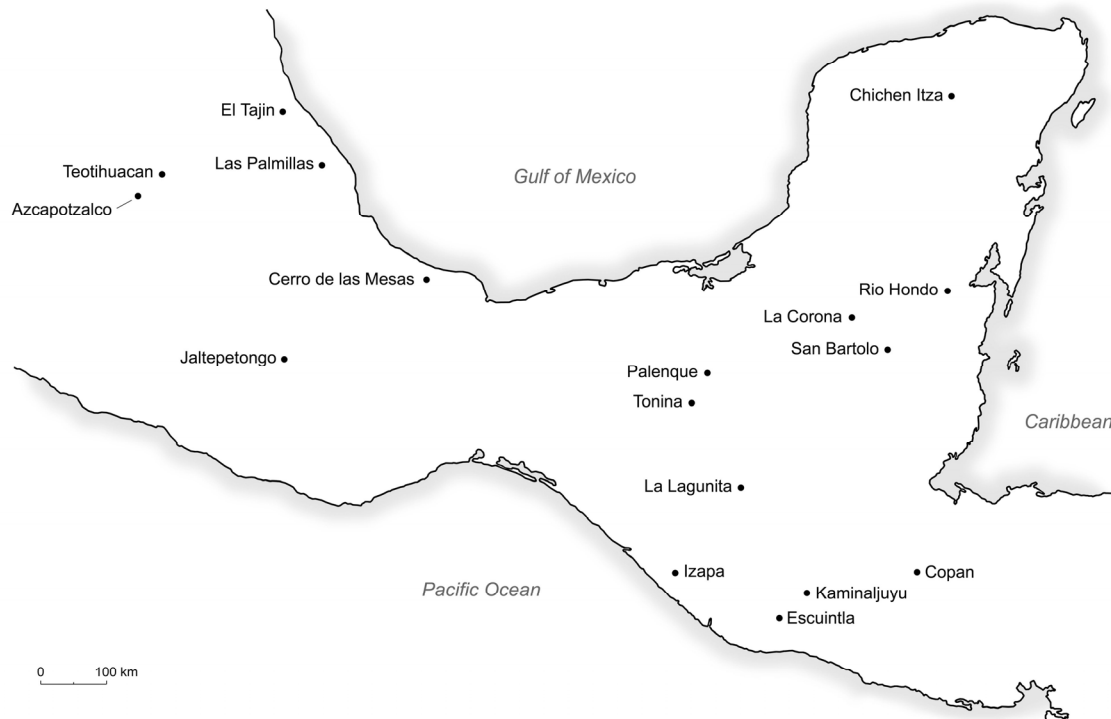 Chichen Itza
El Tajin
Las Palmillas
Teotihuacan
Gulf of Mexico
Azcapotzalco
Cerro de las Mesas
Rio Hondo
La Corona
San Bartolo
Jaltepetongo
Palenque
Tonina
Caribbean
La Lagunita
Izapa
Copan
Pacific Ocean
Kaminaljuyu
Escuintla
0 100 km